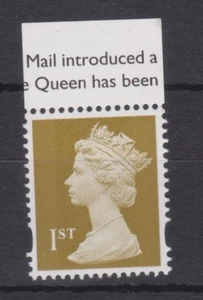 Mail introduced a
e Queen has been
1ST